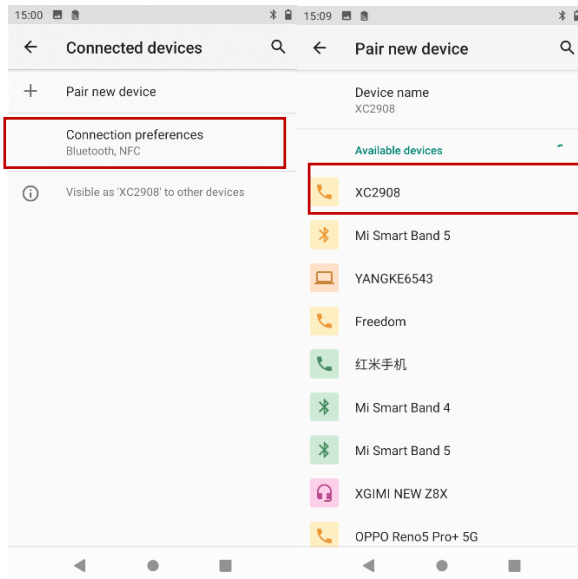 15:00
Connected devices
Pair new device
Connection preferences
Bluetooth, NFC
Visible as 'XC2908' to other devices
15:09
Pair new device
Device name
XC2908
Available devices
XC2908
Mi Smart Band 5
YANGKE6543
Freedom
红米手机
Mi Smart Band 4
Mi Smart Band 5
XGIMI NEW Z8X
OPPO Reno5 Pro+ 5G